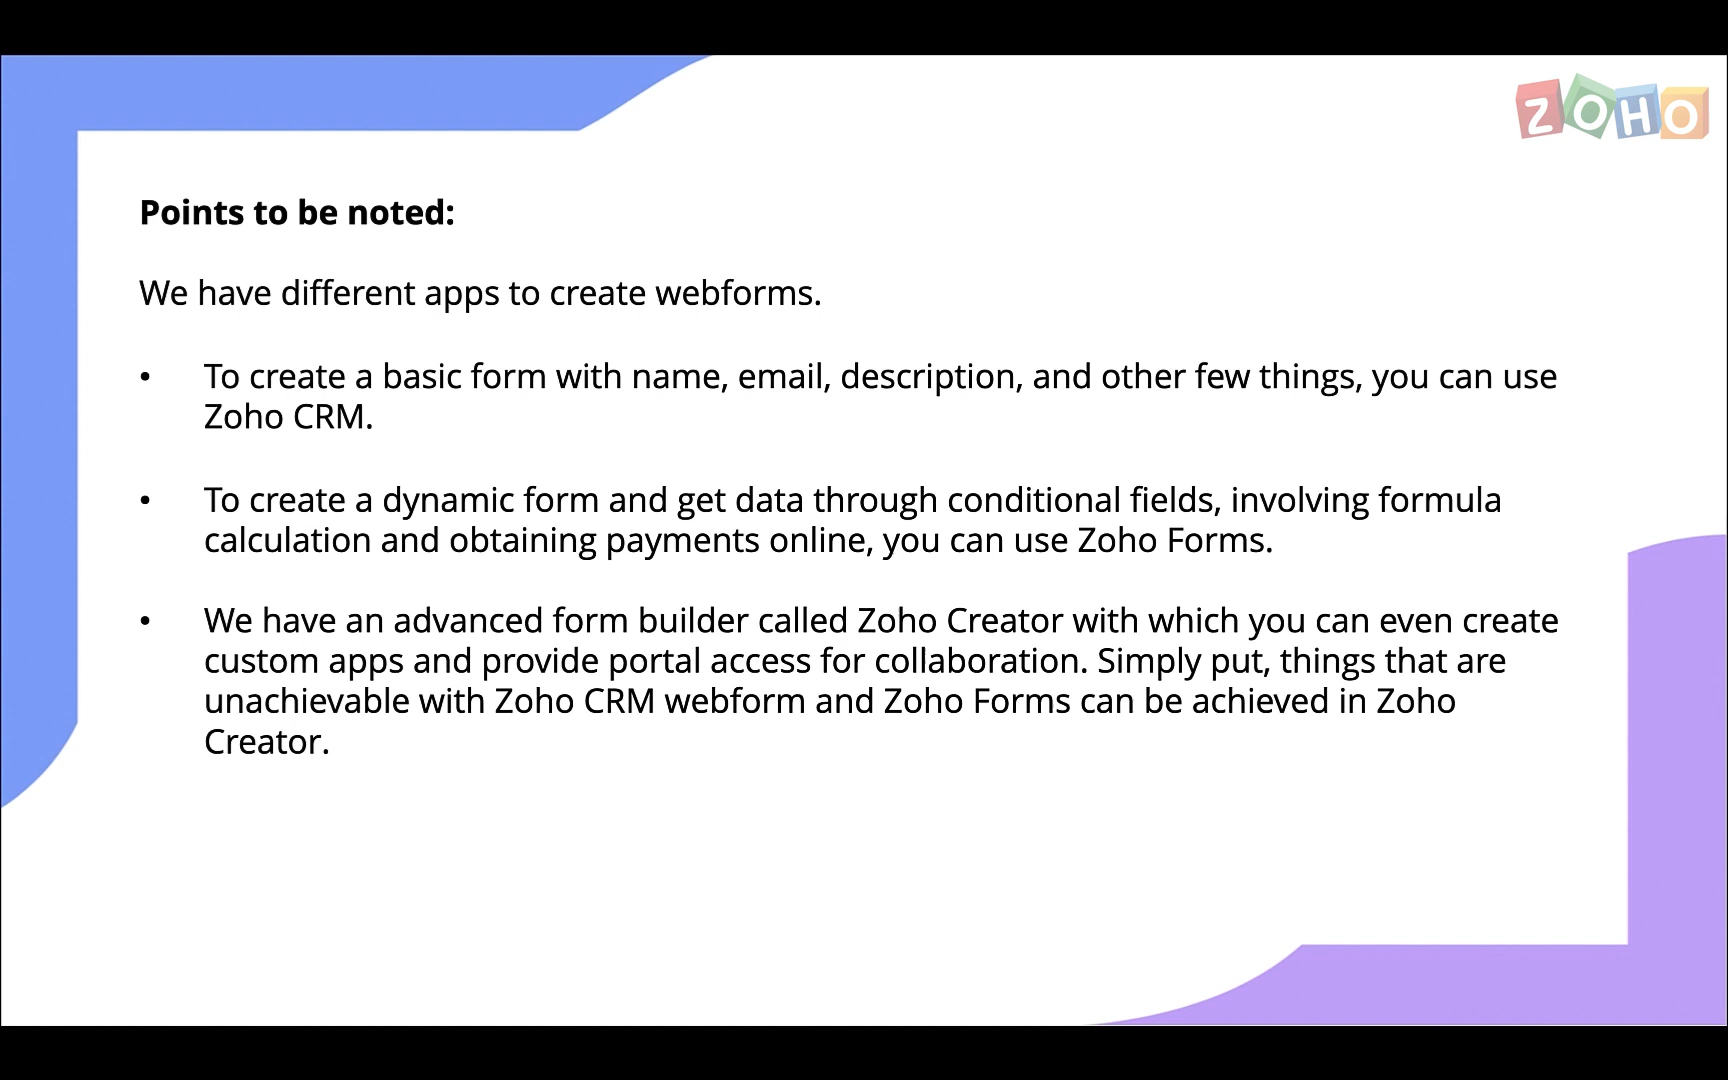 ZOHO
Points to be noted:
We have different apps to create webforms.
• To create a basic form with name, email, description, and other few things, you can use
Zoho CRM.
• To create a dynamic form and get data through conditional fields, involving formula
calculation and obtaining payments online, you can use Zoho Forms.
• We have an advanced form builder called Zoho Creator with which you can even create
custom apps and provide portal access for collaboration. Simply put, things that are
unachievable with Zoho CRM webform and Zoho Forms can be achieved in Zoho
Creator.